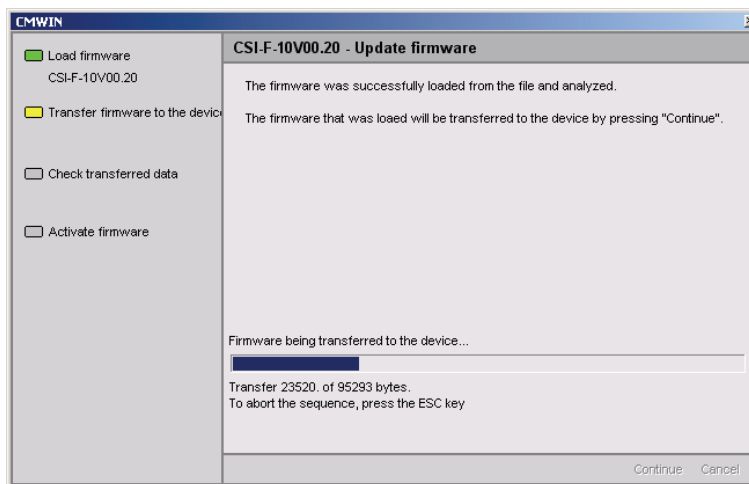 CMWIN
Load firmware
CSI-F-10V00.20
Transfer firmware to the devic
Check transferred data
Activate firmware
CSI-F-10V00.20 - Update firmware
The firmware was successfully loaded from the file and analyzed.
The firmware that was loaed will be transferred to the device by pressing "Continue".
Firmware being transferred to the device...
Transfer 23520. of 95293 bytes.
To abort the sequence, press the ESC key
Continue Cancel